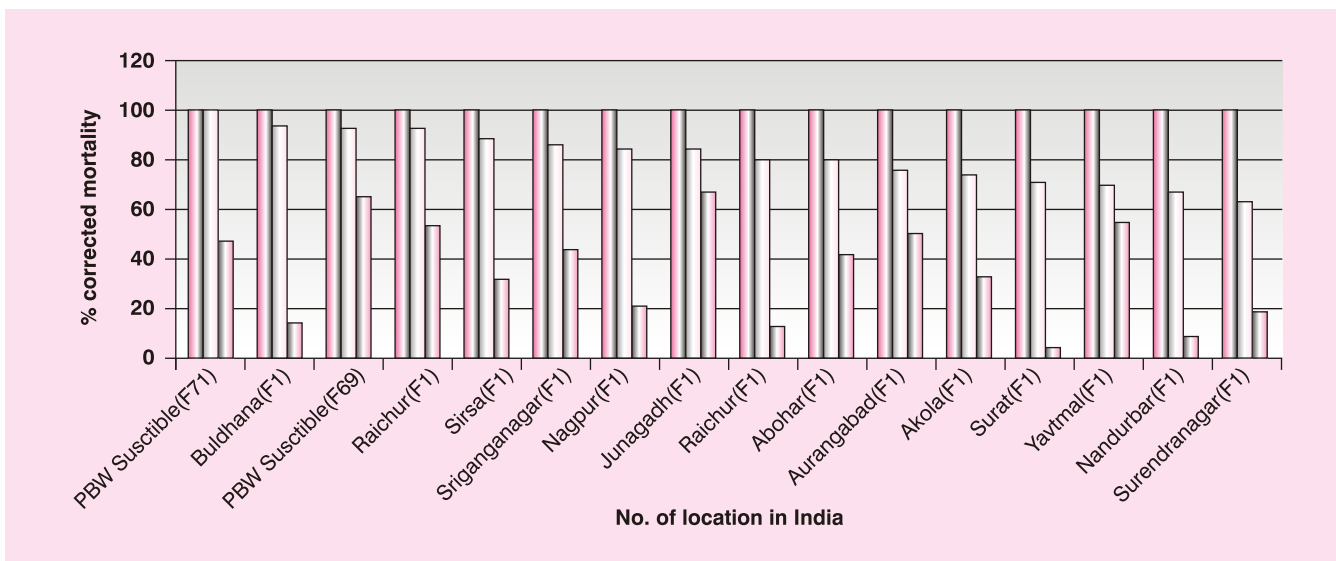 120
100
80
60
40
20
0
% corrected mortality
PBW Susctible(F71)
Buldhana(F1)
PBW Susctible(F69)
Raichur(F1)
Sirsa(F1)
Sriganganagar(F1)
Nagpur(F1)
Junagadh(F1)
Raichur(F1)
Abohar(F1)
Aurangabad(F1)
Akola(F1)
Surat(F1)
Yavtmal(F1)
Nandurbar(F1)
Surendranagar(F1)
No. of location in India